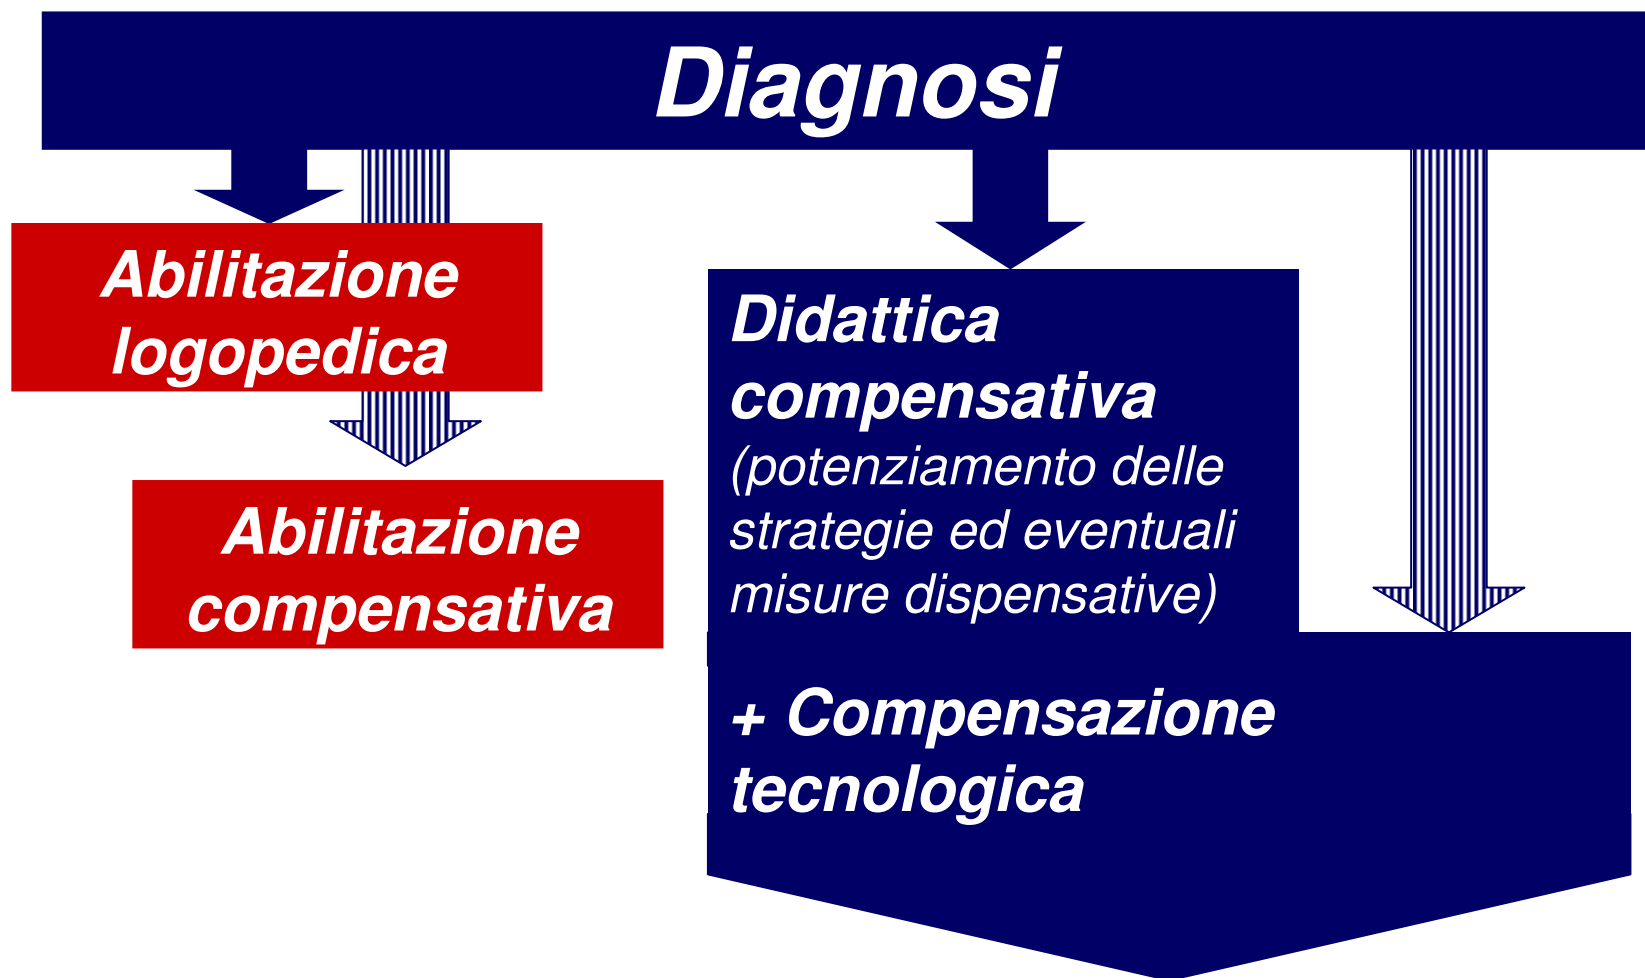 Diagnosi
Abilitazione
logopedica
Abilitazione
compensativa
Didattica
compensativa
(potenziamento delle
strategie ed eventuali
misure dispensative)
+ Compensazione
tecnologica